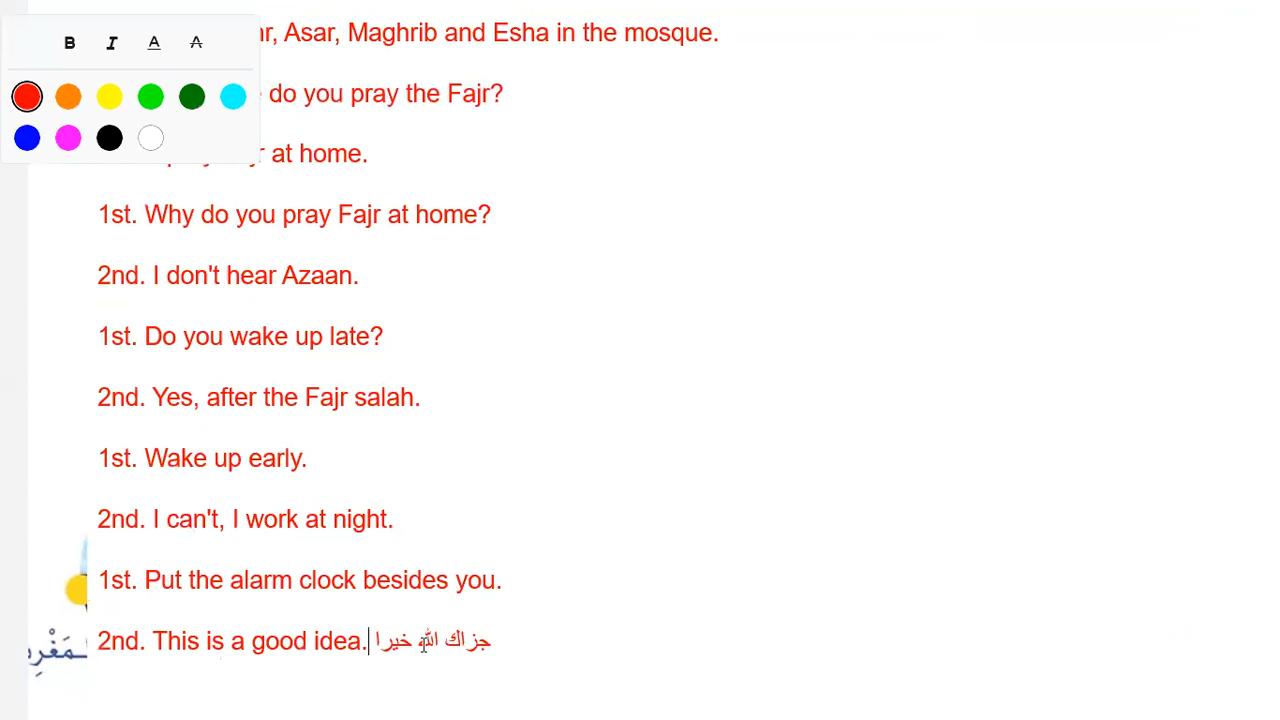 B I A A
hr, Asar, Maghrib and Esha in the mosque.
do you pray the Fajr?
at home.
1st. Why do you pray Fajr at home?
2nd. I don't hear Azaan.
1st. Do you wake up late?
2nd. Yes, after the Fajr salah.
1st. Wake up early.
2nd. I can't, I work at night.
1st. Put the alarm clock besides you.
2nd. This is a good idea. جزاك الله خيرا